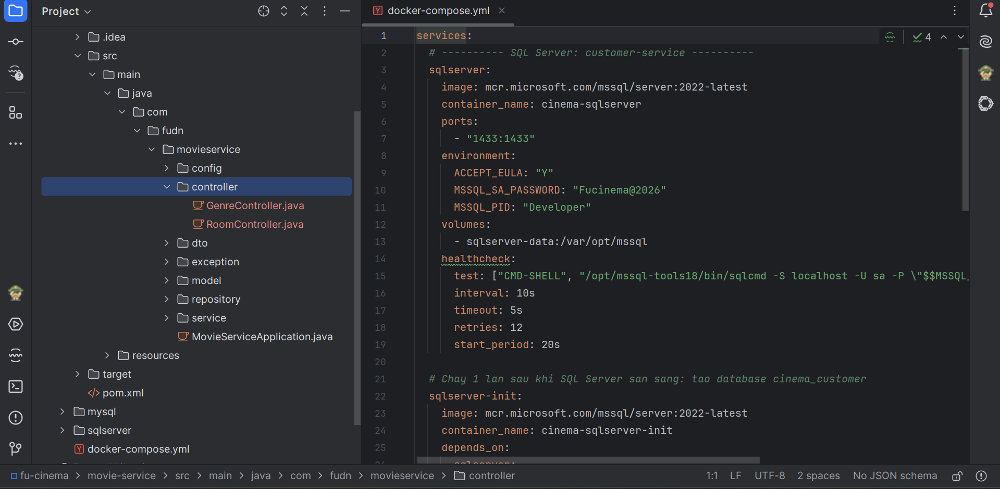 Project
.idea
src
main
java
com
fudn
movieservice
config
controller
GenreController.java
RoomController.java
dto
exception
model
repository
service
MovieServiceApplication.java
resources
target
</> pom.xml
mysql
sqlserver
Y docker-compose.yml
Y docker-compose.yml
4
1 services:
2 # ---------- SQL Server: customer-service ----------
3 sqlserver:
4 image: mcr.microsoft.com/mssql/server:2022-latest
5 container_name: cinema-sqlserver
6 ports:
7 - "1433:1433"
8 environment:
9 ACCEPT_EULA: "Y"
10 MSSQL_SA_PASSWORD: "Fucinema@2026"
11 MSSQL_PID: "Developer"
12 volumes:
13 - sqlserver-data:/var/opt/mssql
14 healthcheck:
15 test: ["CMD-SHELL", "/opt/mssql-tools18/bin/sqlcmd -S localhost -U sa -P \"$$MSSQL_
16 interval: 10s
17 timeout: 5s
18 retries: 12
19 start_period: 20s
20
21 # Chay 1 lan sau khi SQL Server san sang: tao database cinema_customer
22 sqlserver-init:
23 image: mcr.microsoft.com/mssql/server:2022-latest
24 container_name: cinema-sqlserver-init
25 depends_on:
fu-cinema > movie-service > src > main > java > com > fudn > movieservice > controller
1:1 LF UTF-8 2 spaces No JSON schema